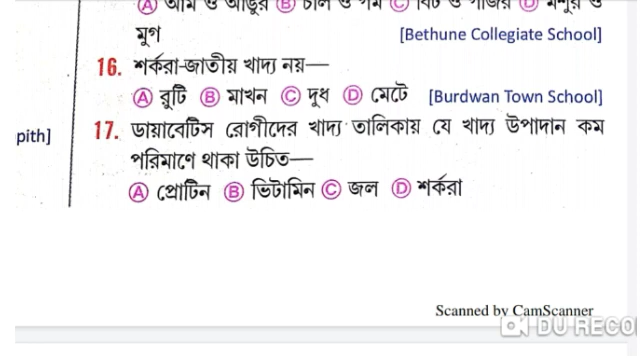 মুগ [Bethune Collegiate School]
16. শর্করা-জাতীয় খাদ্য নয়—
Ⓐ রুটি Ⓑ মাখন Ⓒ দুধ Ⓓ মেটে [Burdwan Town School]
pith] 17. ডায়াবেটিস রোগীদের খাদ্য তালিকায় যে খাদ্য উপাদান কম
পরিমাণে থাকা উচিত—
Ⓐ প্রোটিন Ⓑ ভিটামিন Ⓒ জল Ⓓ শর্করা
Scanned by CamScanner
DU RECO